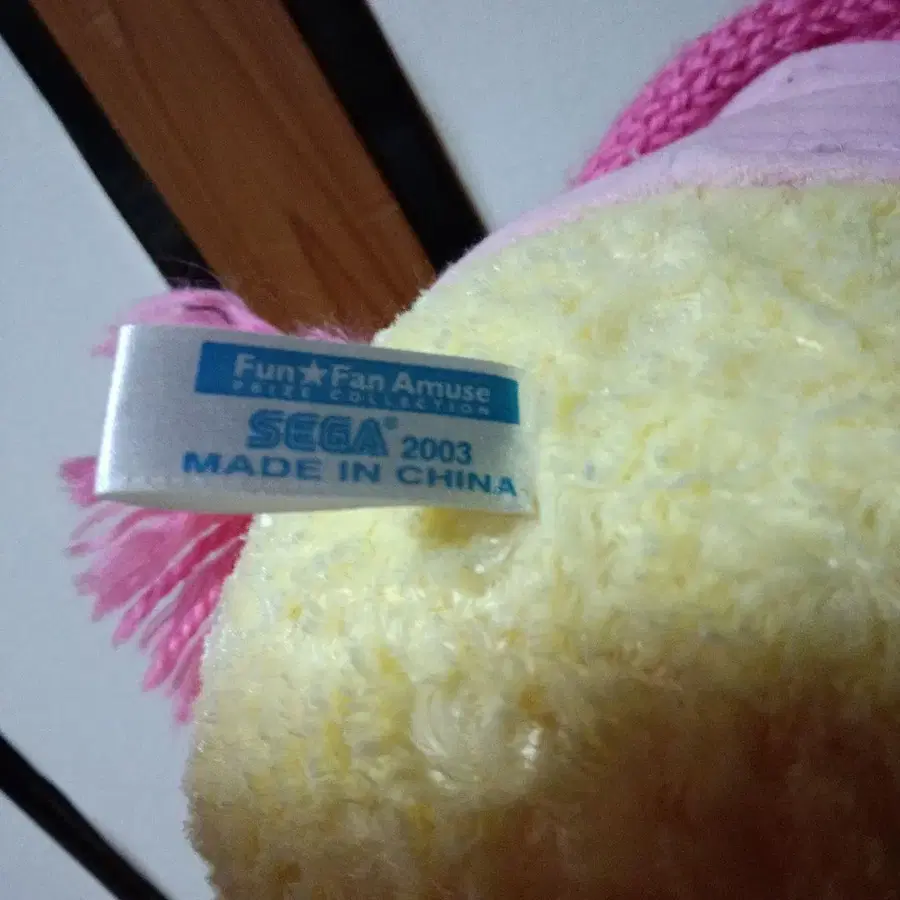 Fun★Fan Amuse
PRIZE COLLECTION
SEGA® 2003
MADE IN CHINA